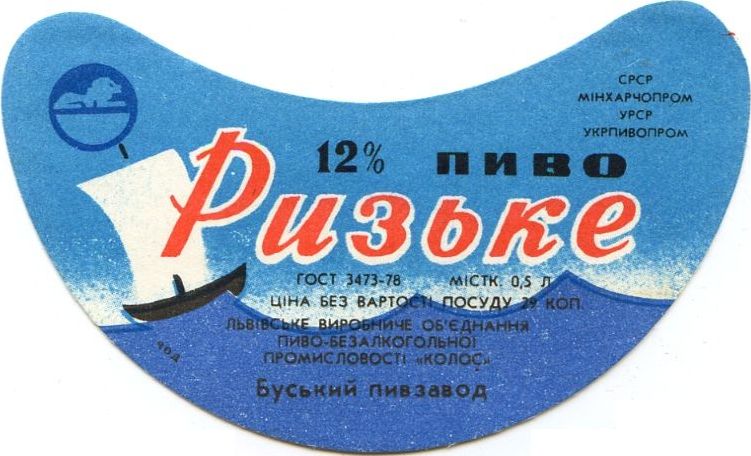 СРСР
МІНХАРЧОПРОМ
УРСР
УКРПИВОПРОМ
12% ПИВО
Ризьке
ГОСТ 3473-78 МІСТК. 0,5 Л
ЦІНА БЕЗ ВАРТОСТІ ПОСУДУ 29 КОП.
ЛЬВІВСЬКЕ ВИРОБНИЧЕ ОБ'ЄДНАННЯ
ПИВО-БЕЗАЛКОГОЛЬНОЇ
ПРОМИСЛОВОСТІ «КОЛОС»
Буський пивзавод